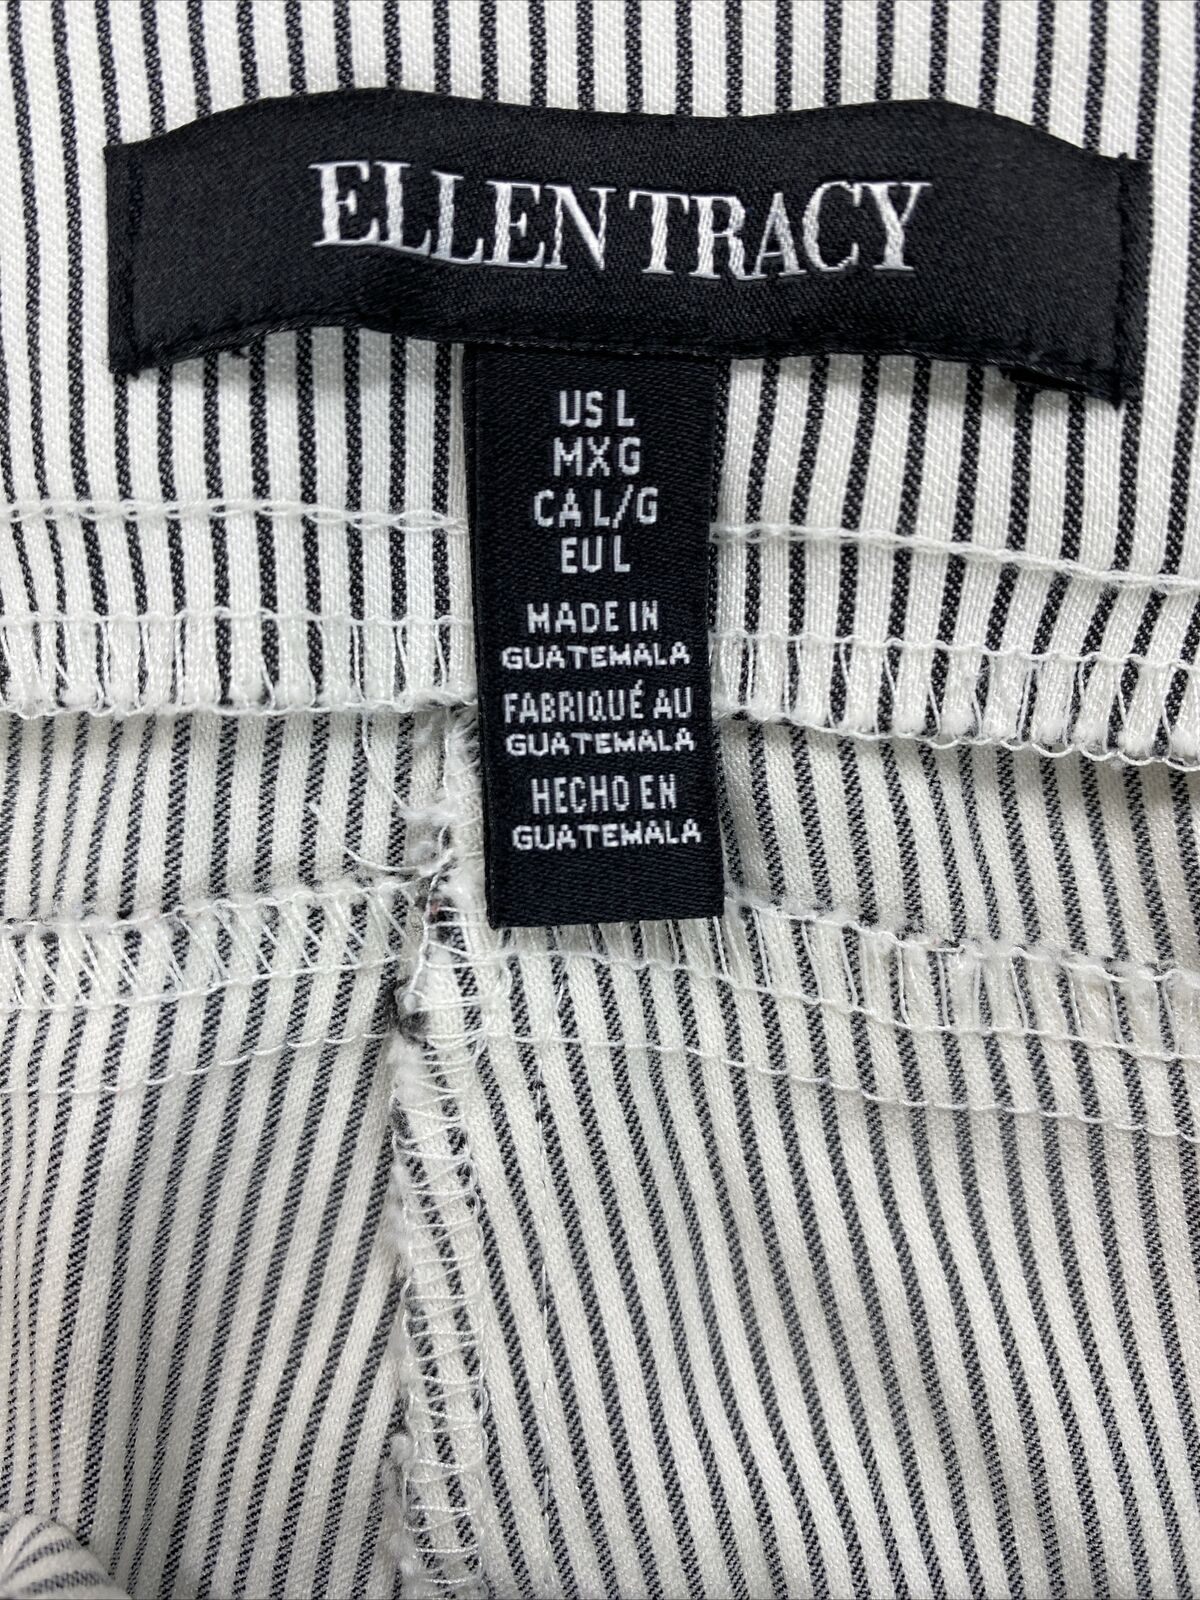 ELLEN TRACY
US L
MX G
CA L/G
EU L
MADE IN
GUATEMALA
FABRIQUÉ AU
GUATEMALA
HECHO EN
GUATEMALA